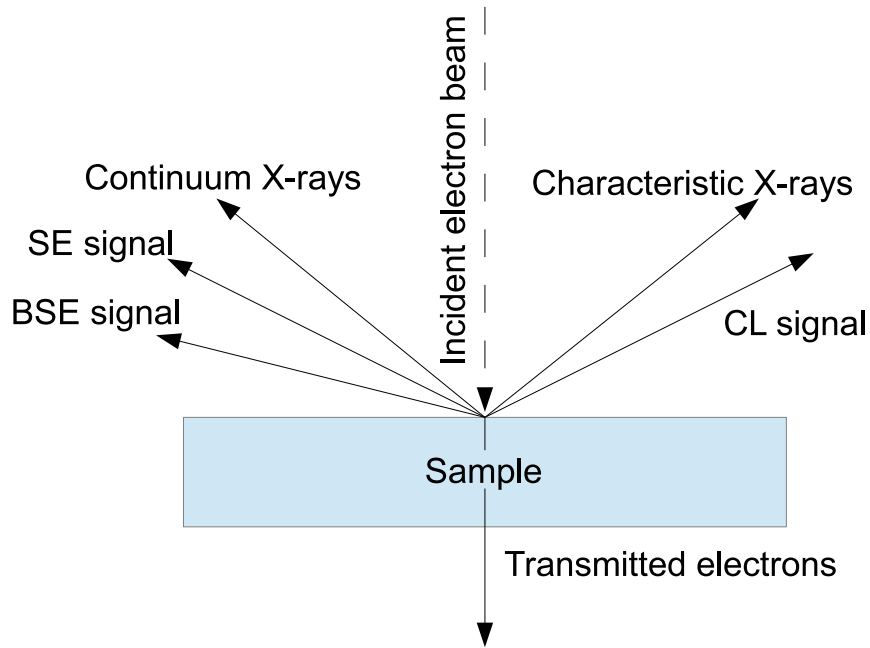 Incident electron beam
Continuum X-rays
Characteristic X-rays
SE signal
BSE signal
CL signal
Sample
Transmitted electrons